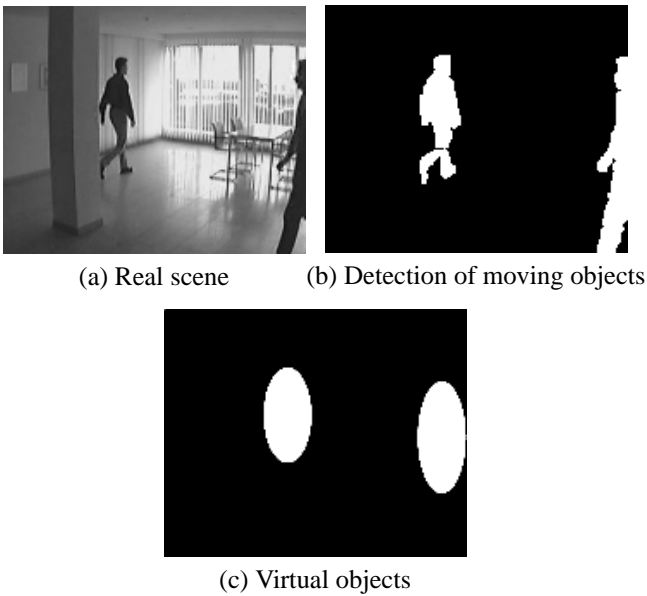 (a) Real scene
(b) Detection of moving objects
(c) Virtual objects